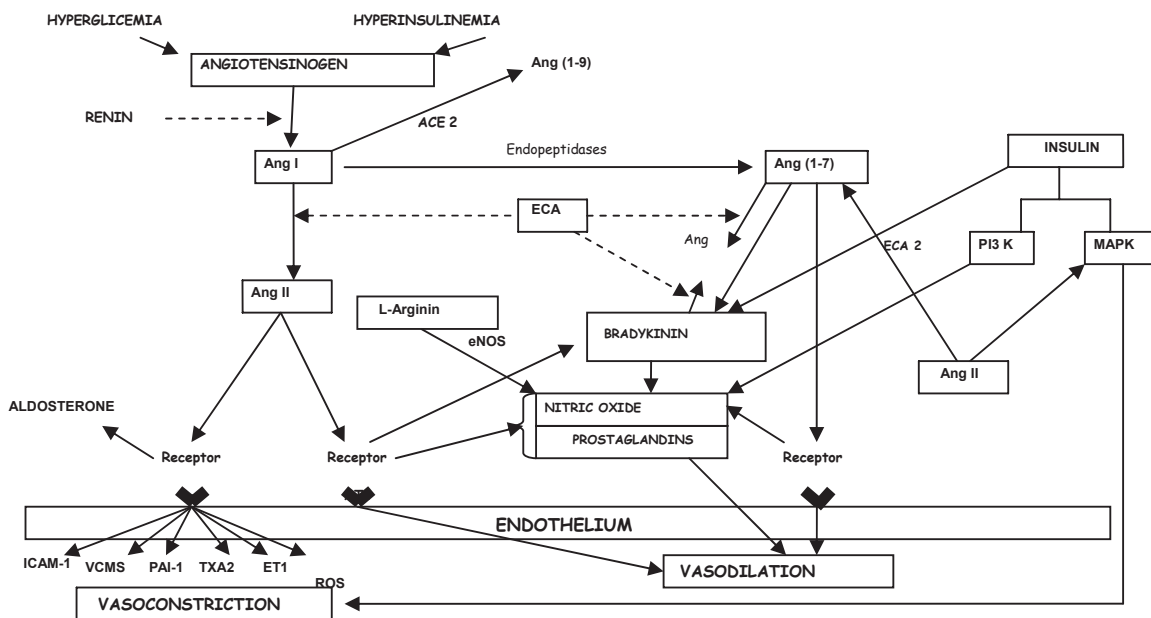 HYPERGLICEMIA
HYPERINSULINEMIA
ANGIOTENSINOGEN
Ang (1-9)
RENIN
ACE 2
INSULIN
Endopeptidases
Ang I
Ang (1-7)
ECA
Ang
ECA 2
PI3 K
MAPK
Ang II
L-Arginin
eNOS
BRADYKININ
Ang II
NITRIC OXIDE
ALDOSTERONE
PROSTAGLANDINS
Receptor
Receptor
Receptor
ENDOTHELIUM
ICAM-1
VCMS
PAI-1
TXA2
ET1
ROS
VASODILATION
VASOCONSTRICTION